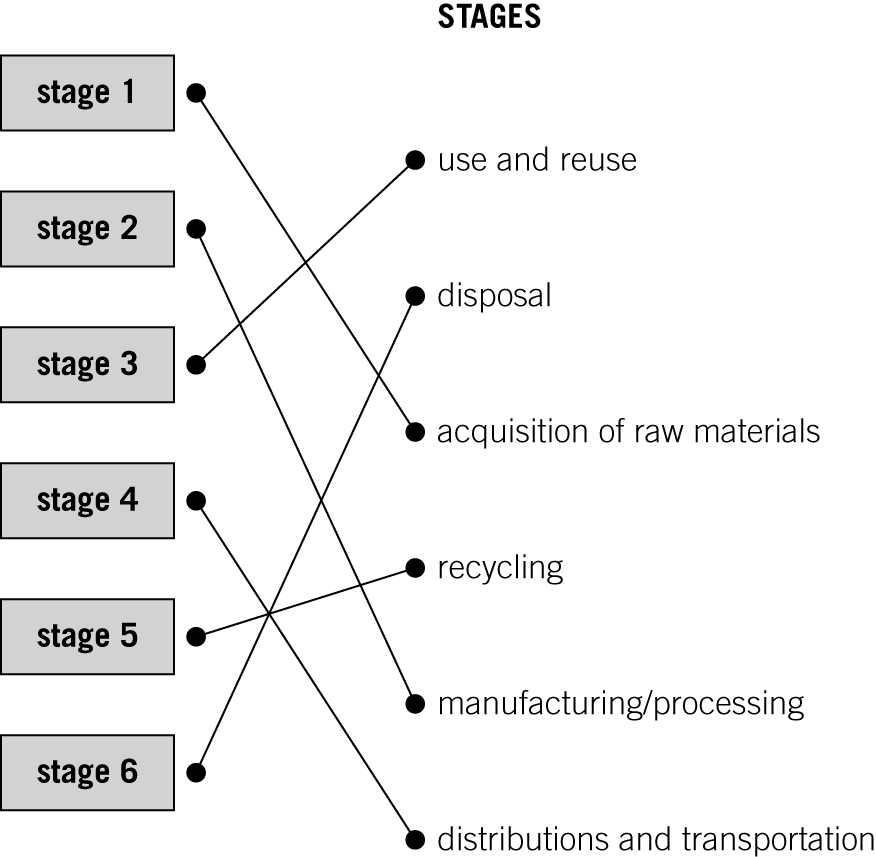 STAGES
stage 1
use and reuse
stage 2
disposal
stage 3
acquisition of raw materials
stage 4
recycling
stage 5
manufacturing/processing
stage 6
distributions and transportation